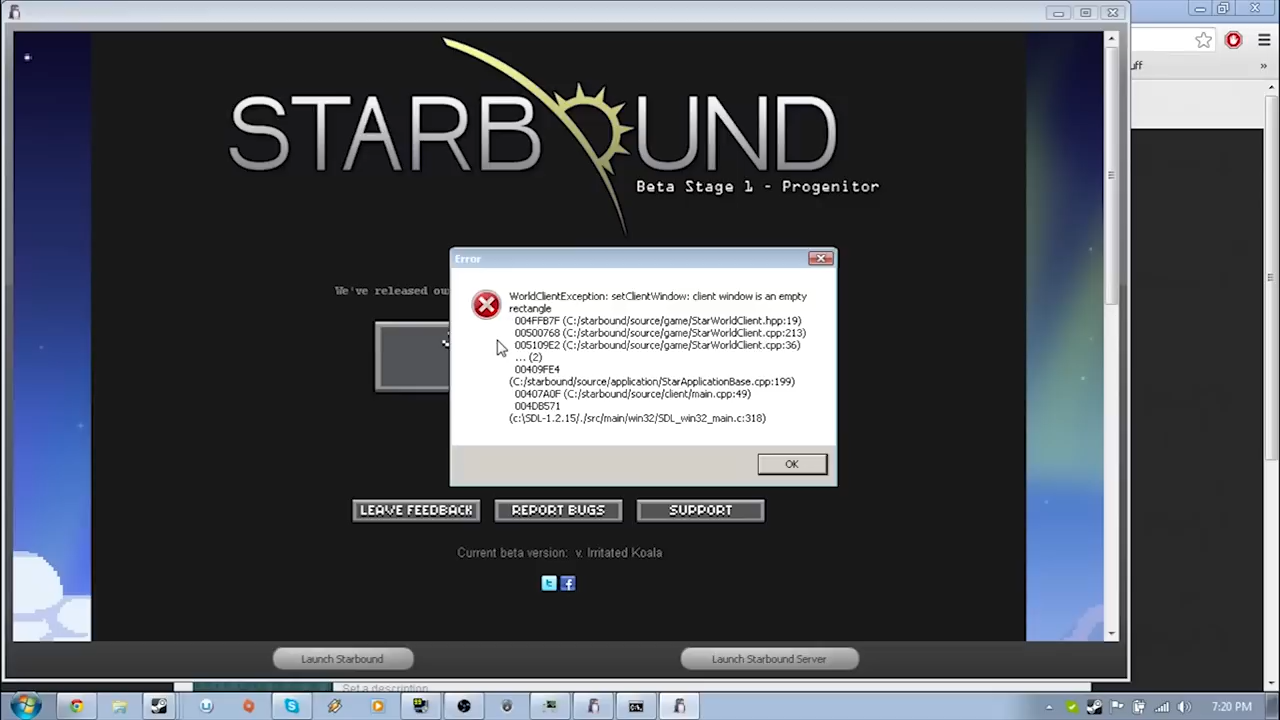 uff
»
STARBOUND
Beta Stage 1 - Progenitor
We've released ou
Error
WorldClientException: setClientWindow: client window is an empty
rectangle
004FFB7F (C:/starbound/source/game/StarWorldClient.hpp:19)
00500768 (C:/starbound/source/game/StarWorldClient.cpp:213)
005109E2 (C:/starbound/source/game/StarWorldClient.cpp:36)
... (2)
00409FE4
(C:/starbound/source/application/StarApplicationBase.cpp:199)
00407A0F (C:/starbound/source/client/main.cpp:49)
004DB571
(c:\SDL-1.2.15/./src/main/win32/SDL_win32_main.c:318)
OK
LEAVE FEEDBACK REPORT BUGS SUPPORT
Current beta version: v. Irritated Koala
Launch Starbound Launch Starbound Server
Set a description
7:20 PM